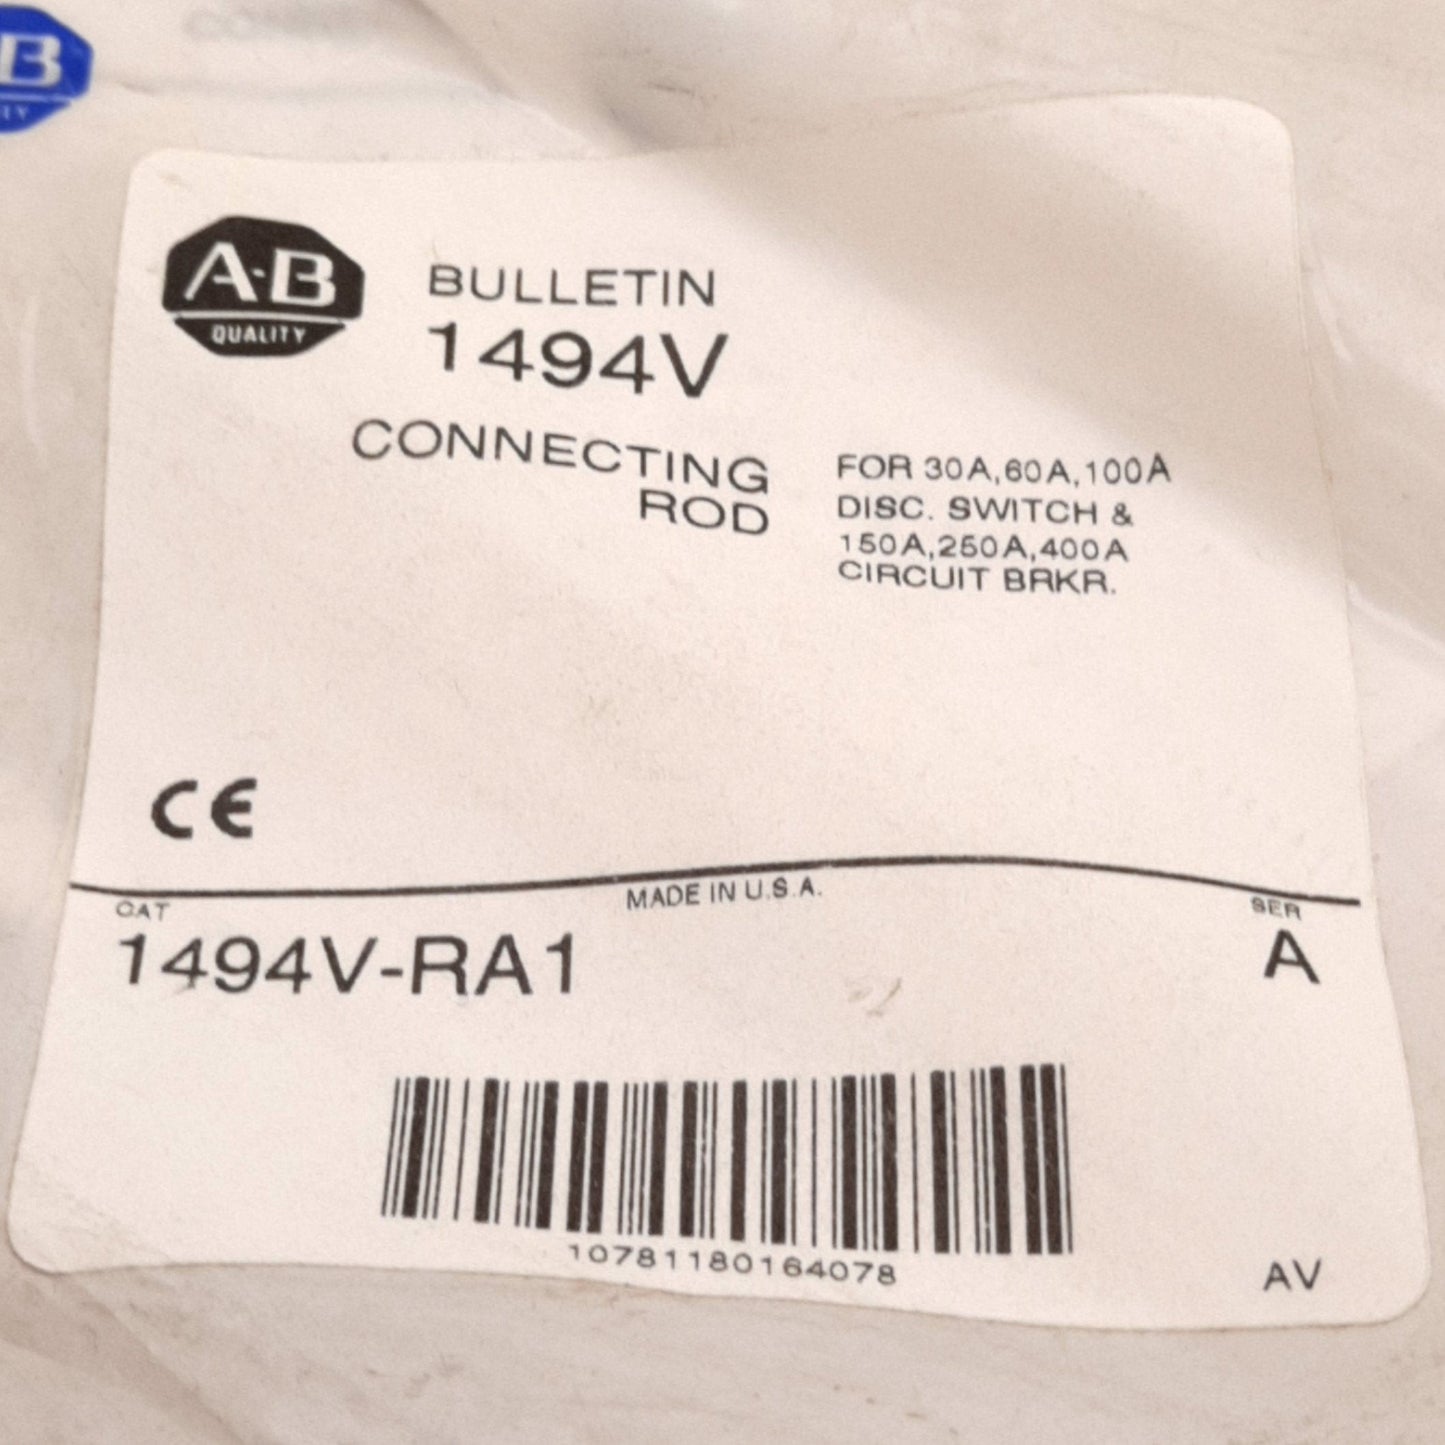 B
A-B
QUALITY
BULLETIN
1494V
CONNECTING
ROD
FOR 30A,60A,100A
DISC. SWITCH &
150A,250A,400A
CIRCUIT BRKR.
CE
MADE IN U.S.A.
CAT
SER
1494V-RA1
A
10781180164078
AV